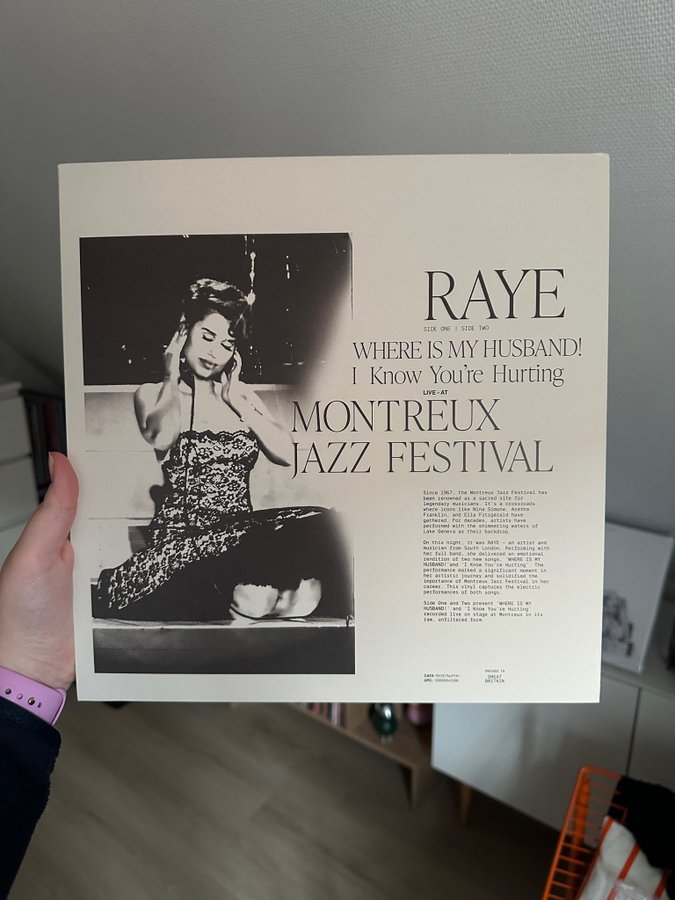 RAYE
SIDE ONE | SIDE TWO
WHERE IS MY HUSBAND!
I Know You're Hurting
LIVE-AT
MONTREUX
JAZZ FESTIVAL
Since 1967, the Montreux Jazz Festival has
been renowned as a sacred site for
legendary musicians. It's a crossroads
where icons like Nina Simone, Aretha
Franklin, and Ella Fitzgerald have
gathered. For decades, artists have
performed with the shimmering waters of
Lake Geneva as their backdrop.
On this night, it was RAYE – an artist and
musician from South London. Performing with
her full band, she delivered an emotional
rendition of two new songs, 'WHERE IS MY
HUSBAND!' and 'I Know You're Hurting'. The
performance marked a significant moment in
her artistic journey and solidified the
importance of Montreux Jazz Festival in her
career. This vinyl captures the electric
performances of both songs.
Side One and Two present 'WHERE IS MY
HUSBAND!' and 'I Know You're Hurting'
recorded live on stage at Montreux in its
raw, unfiltered form.
CAT#:
UPC:
PRESSED IN
GREAT
BRITAIN